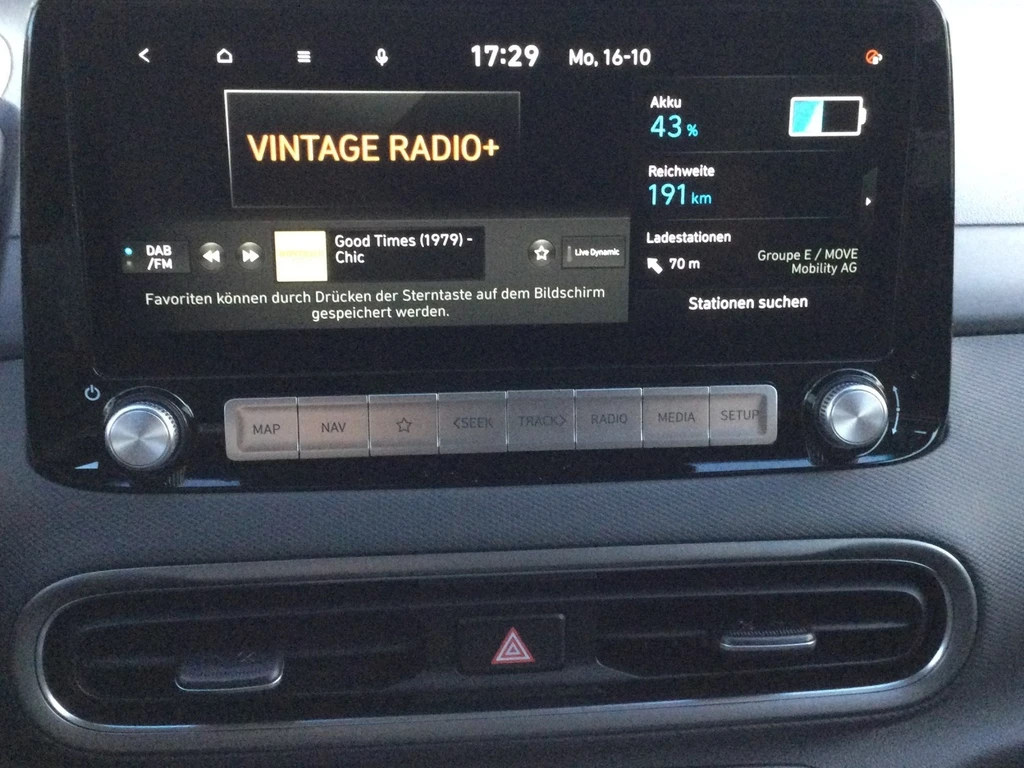 17:29 Mo, 16-10
VINTAGE RADIO+
DAB
/FM
Good Times (1979) -
Chic
Live Dynamic
Favoriten können durch Drücken der Sterntaste auf dem Bildschirm
gespeichert werden.
Akku
43 %
Reichweite
191 km
Ladestationen
70 m
Groupe E / MOVE
Mobility AG
Stationen suchen
MAP NAV <SEEK TRACK> RADIO MEDIA SETUP